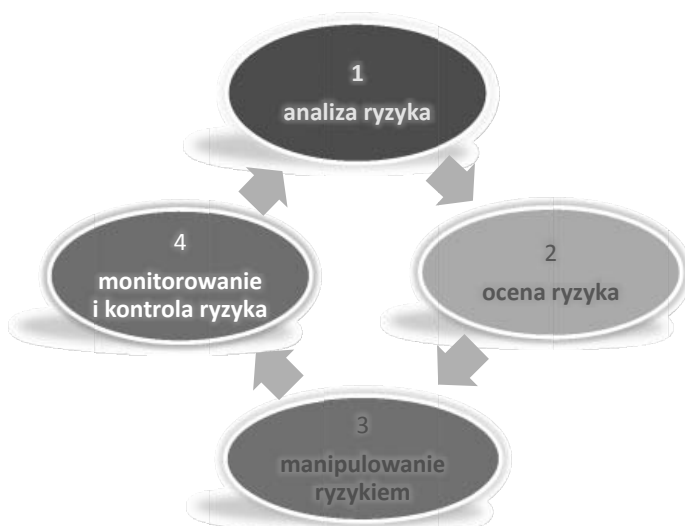 1
analiza ryzyka
2
ocena ryzyka
3
manipulowanie
ryzykiem
4
monitorowanie
i kontrola ryzyka